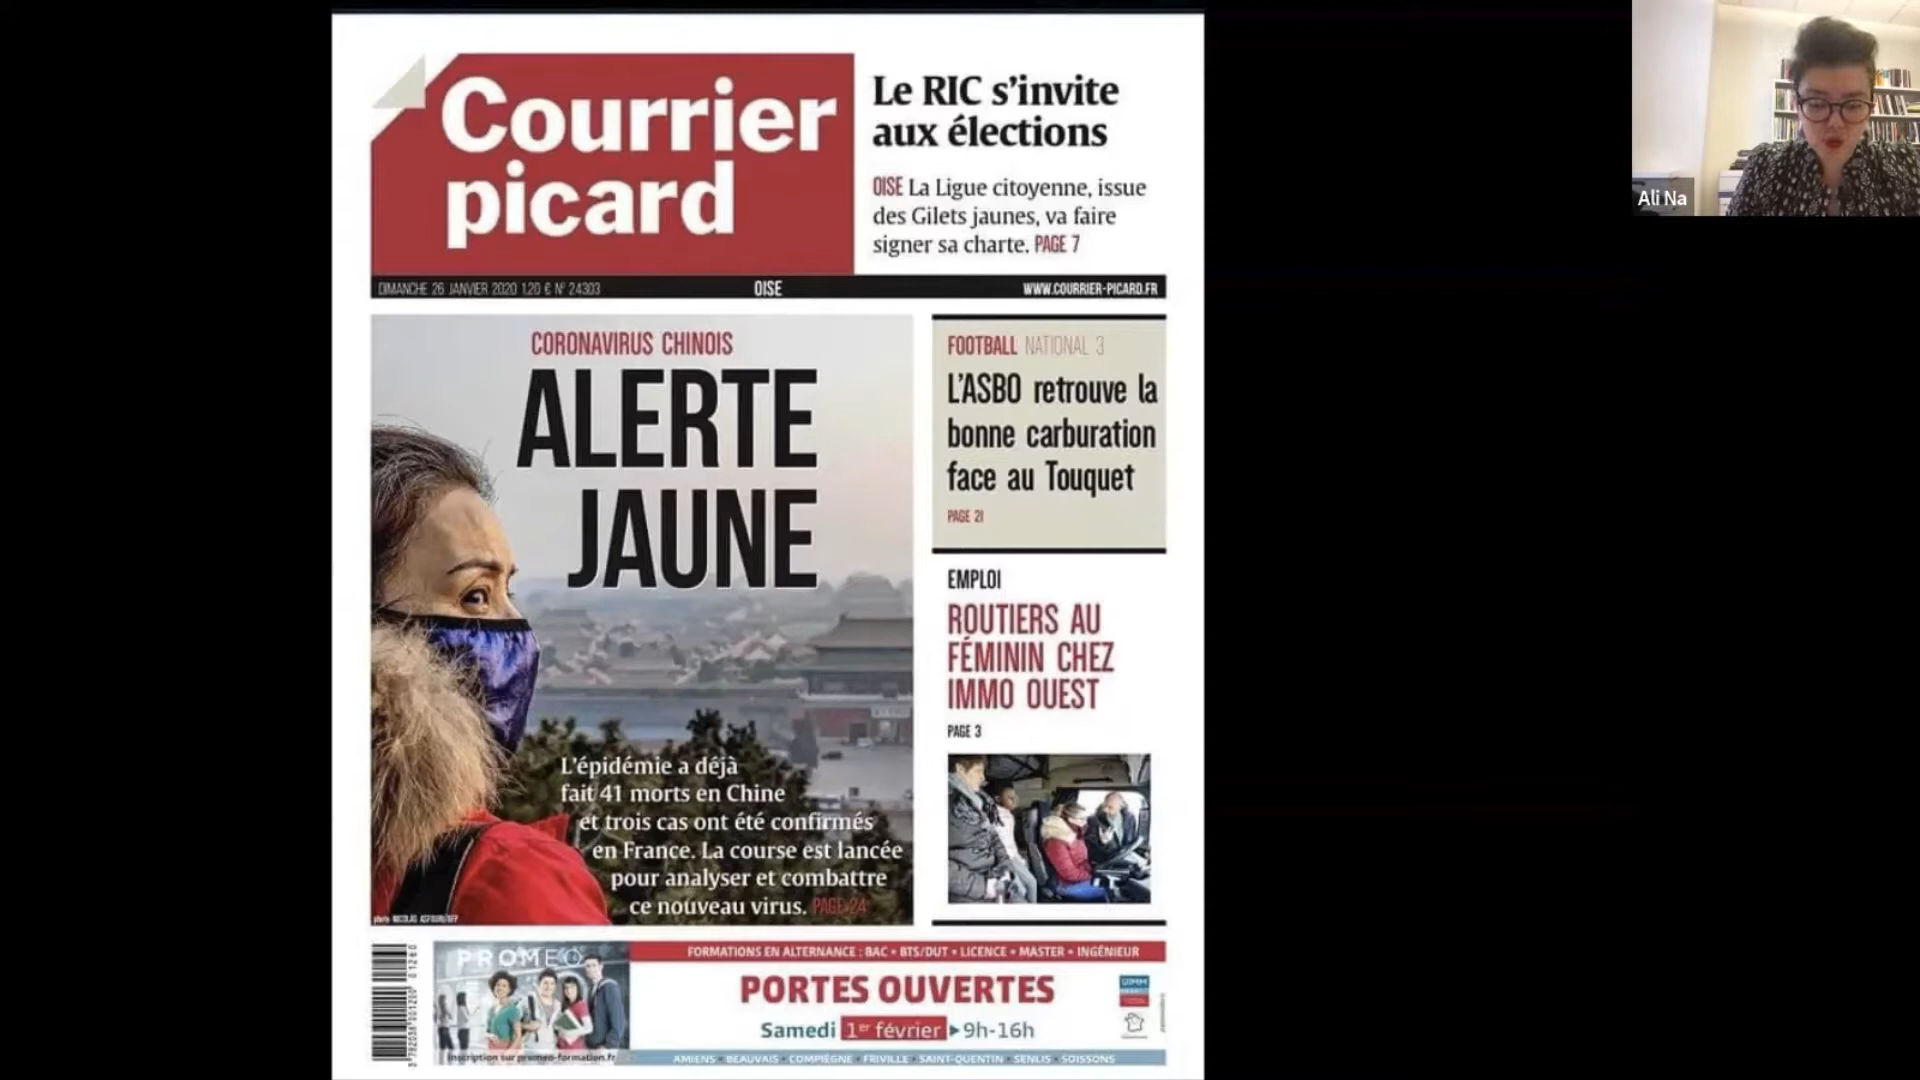 Courrier
picard
Le RIC s’invite
aux élections
OISE La Ligue citoyenne, issue
des Gilets jaunes, va faire
signer sa charte. PAGE 7
DIMANCHE 26 JANVIER 2020 1,20 € N° 24303
OISE
WWW.COURRIER-PICARD.FR
CORONAVIRUS CHINOIS
ALERTE
JAUNE
L’épidémie a déjà
fait 41 morts en Chine
et trois cas ont été confirmés
en France. La course est lancée
pour analyser et combattre
ce nouveau virus. PAGE 24
FOOTBALL NATIONAL 3
L’ASBO retrouve la
bonne carburation
face au Touquet
PAGE 21
EMPLOI
ROUTIERS AU
FÉMININ CHEZ
IMMO OUEST
PAGE 3
PROMEO
inscription sur promeo-formation.fr
FORMATIONS EN ALTERNANCE : BAC • BTS/DUT • LICENCE • MASTER • INGÉNIEUR
PORTES OUVERTES
Samedi 1er février ▸ 9h-16h
AMIENS • BEAUVAIS • COMPIÈGNE • FRIVILLE • SAINT-QUENTIN • SENLIS • SOISSONS
Ali Na